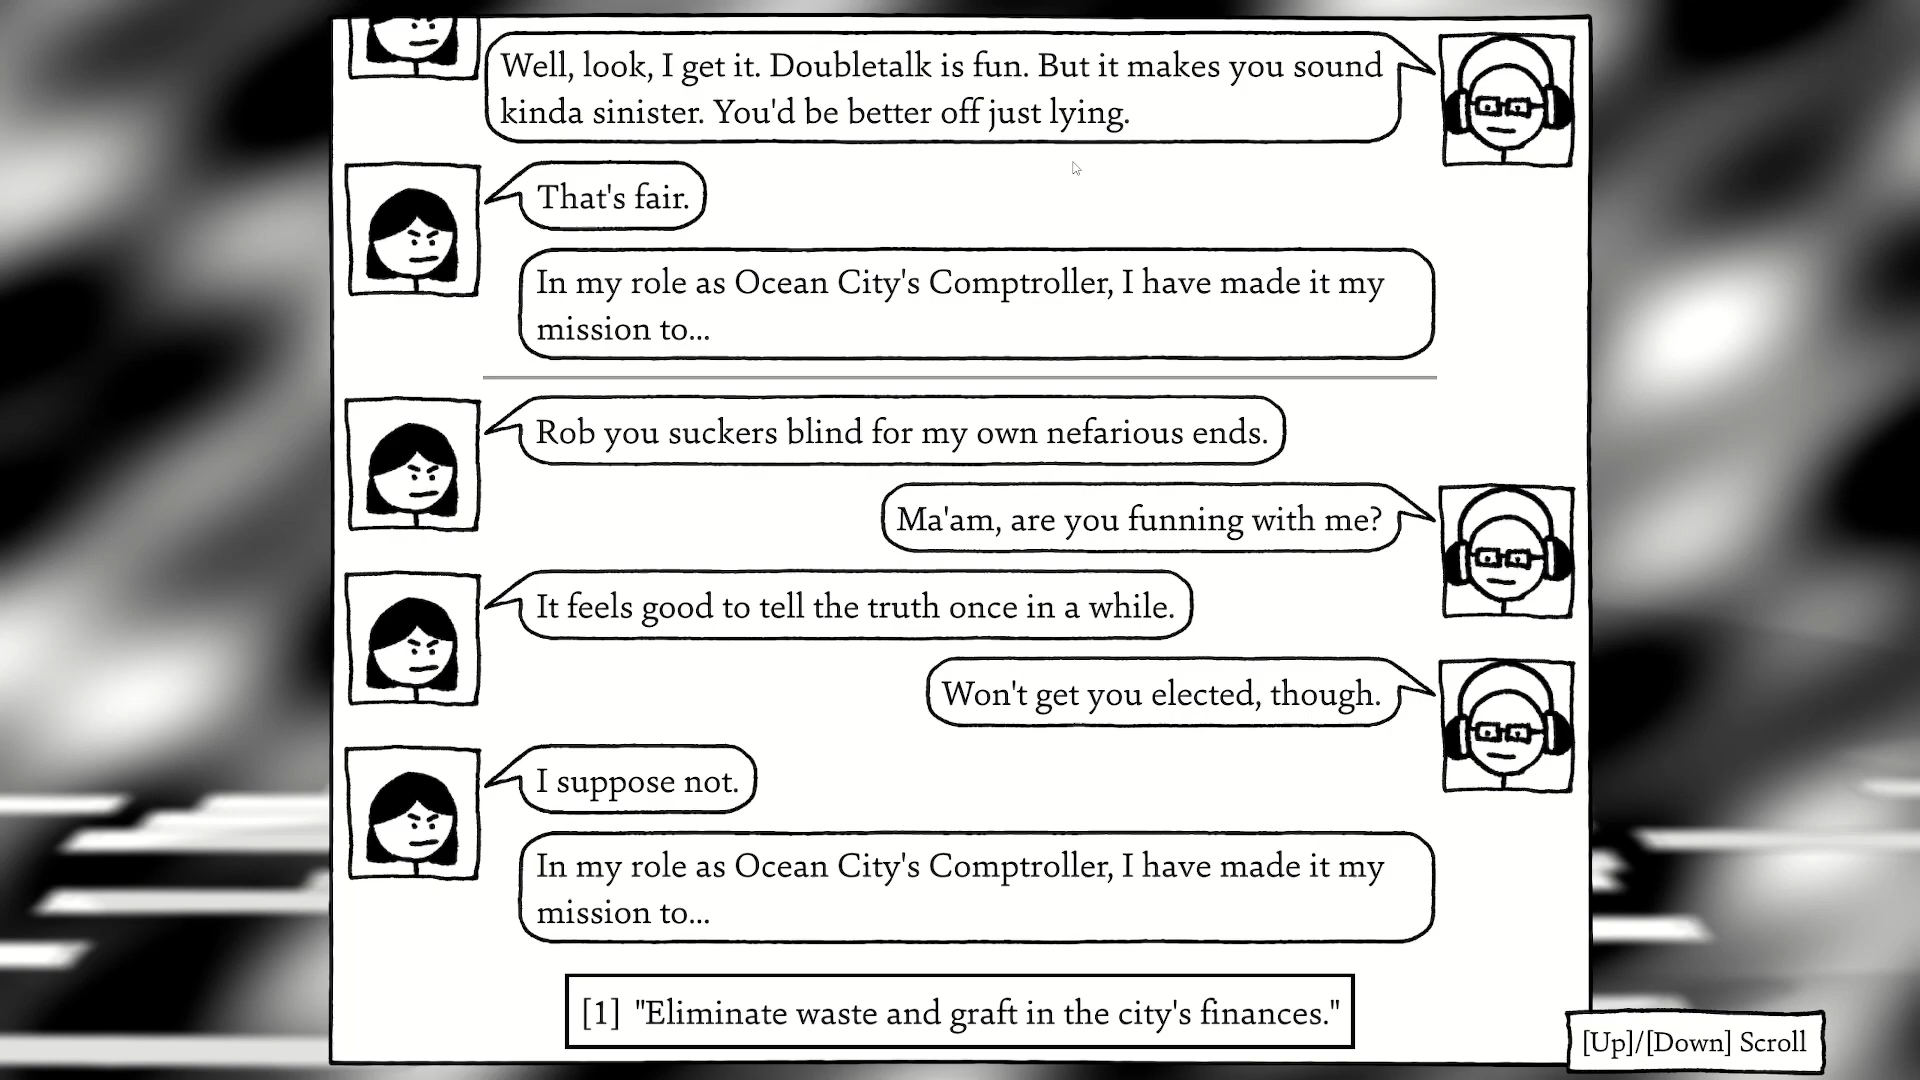 Well, look, I get it. Doubletalk is fun. But it makes you sound
kinda sinister. You'd be better off just lying.
That's fair.
In my role as Ocean City's Comptroller, I have made it my
mission to...
Rob you suckers blind for my own nefarious ends.
Ma'am, are you funning with me?
It feels good to tell the truth once in a while.
Won't get you elected, though.
I suppose not.
In my role as Ocean City's Comptroller, I have made it my
mission to...
[1] "Eliminate waste and graft in the city's finances."
[Up]/[Down] Scroll